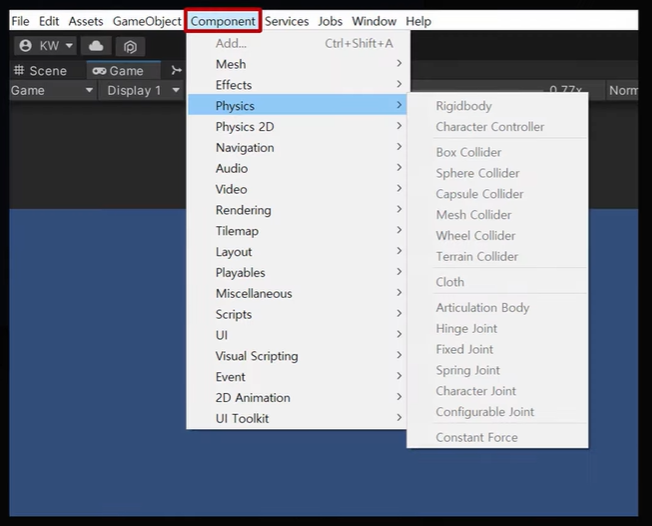 File Edit Assets GameObject Component Services Jobs Window Help
KW
Scene Game
Game Display 1 0.77x Norm
Add... Ctrl+Shift+A
Mesh
Effects
Physics
Physics 2D
Navigation
Audio
Video
Rendering
Tilemap
Layout
Playables
Miscellaneous
Scripts
UI
Visual Scripting
Event
2D Animation
UI Toolkit
Rigidbody
Character Controller
Box Collider
Sphere Collider
Capsule Collider
Mesh Collider
Wheel Collider
Terrain Collider
Cloth
Articulation Body
Hinge Joint
Fixed Joint
Spring Joint
Character Joint
Configurable Joint
Constant Force